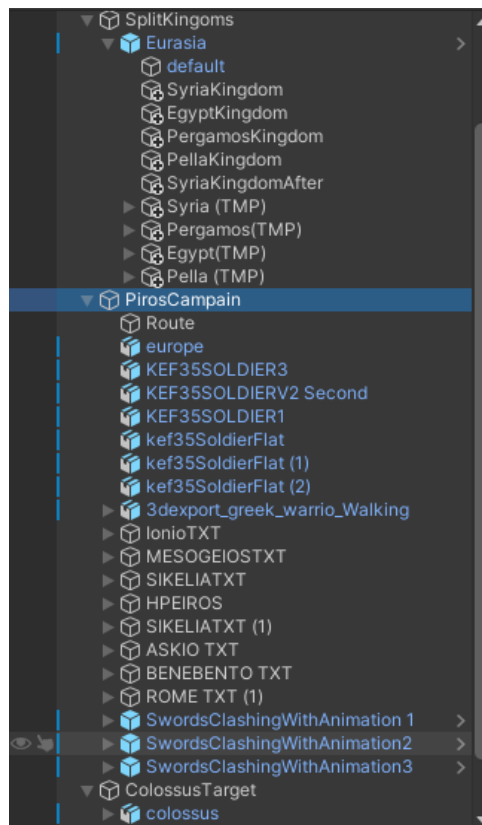 SplitKingoms
Eurasia
default
SyriaKingdom
EgyptKingdom
PergamosKingdom
PellaKingdom
SyriaKingdomAfter
Syria (TMP)
Pergamos(TMP)
Egypt(TMP)
Pella (TMP)
PirosCampain
Route
europe
KEF35SOLDIER3
KEF35SOLDIERV2 Second
KEF35SOLDIER1
kef35SoldierFlat
kef35SoldierFlat (1)
kef35SoldierFlat (2)
3dexport_greek_warrio_Walking
IonioTXT
MESOGEIOSTXT
SIKELIATXT
HPEIROS
SIKELIATXT (1)
ASKIO TXT
BENEBENTO TXT
ROME TXT (1)
SwordsClashingWithAnimation 1
SwordsClashingWithAnimation2
SwordsClashingWithAnimation3
ColossusTarget
colossus